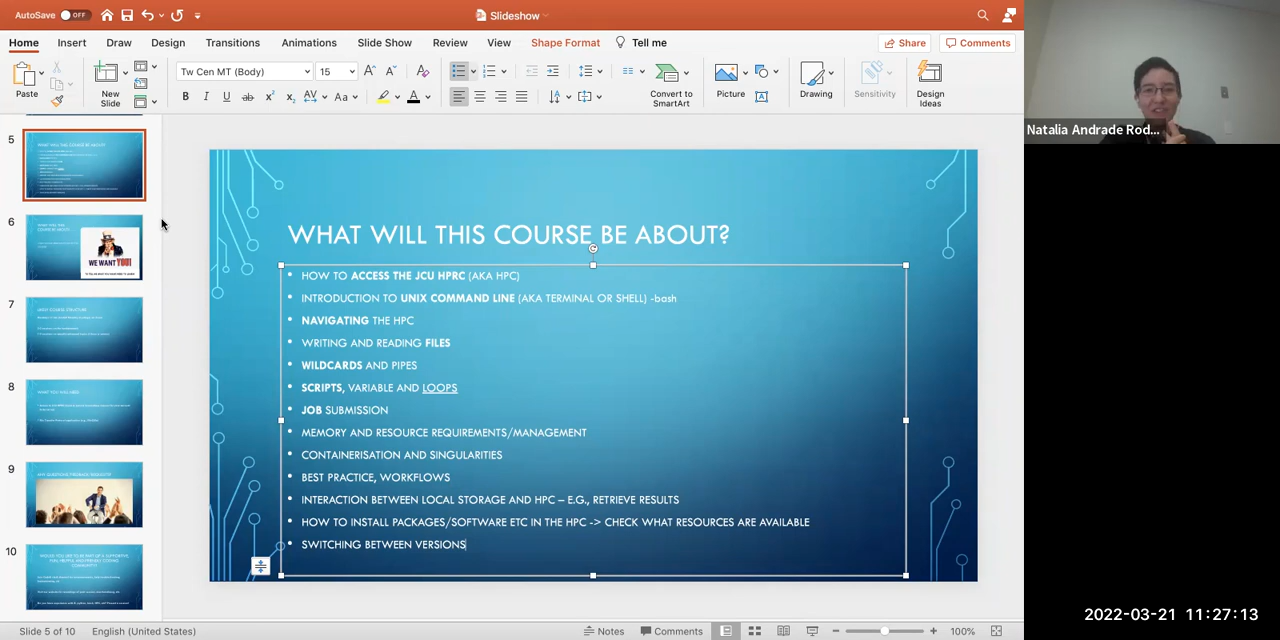 AutoSave OFF
Slideshow
Home Insert Draw Design Transitions Animations Slide Show Review View Shape Format Tell me
Share Comments
Paste
New Slide
Tw Cen MT (Body) 15
Convert to SmartArt
Picture
Drawing
Sensitivity
Design Ideas
Natalia Andrade Rod...
5
6
WE WANT YOU!
7
8
9
10
WHAT WILL THIS COURSE BE ABOUT?
• HOW TO ACCESS THE JCU HPRC (AKA HPC)
• INTRODUCTION TO UNIX COMMAND LINE (AKA TERMINAL OR SHELL) -bash
• NAVIGATING THE HPC
• WRITING AND READING FILES
• WILDCARDS AND PIPES
• SCRIPTS, VARIABLE AND LOOPS
• JOB SUBMISSION
• MEMORY AND RESOURCE REQUIREMENTS/MANAGEMENT
• CONTAINERISATION AND SINGULARITIES
• BEST PRACTICE, WORKFLOWS
• INTERACTION BETWEEN LOCAL STORAGE AND HPC – E.G., RETRIEVE RESULTS
• HOW TO INSTALL PACKAGES/SOFTWARE ETC IN THE HPC -> CHECK WHAT RESOURCES ARE AVAILABLE
• SWITCHING BETWEEN VERSIONS
2022-03-21 11:27:13
Slide 5 of 10 English (United States) Notes Comments 100%